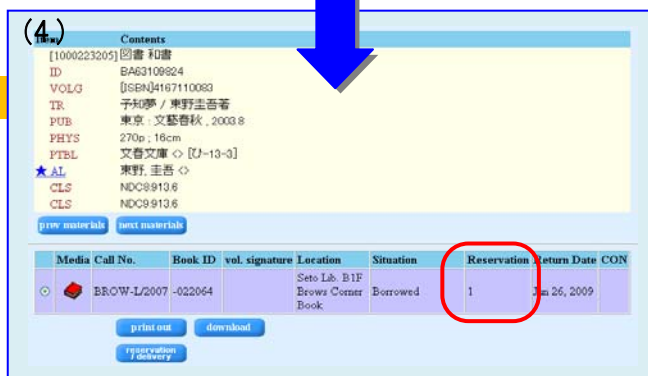 (4.)
Item Contents
[1000223205] 図書 和書
ID BA63109824
VOLG [ISBN]4167110083
TR 予知夢 / 東野圭吾著
PUB 東京 : 文藝春秋 , 2003.8
PHYS 270p ; 16cm
PTBL 文春文庫 <> [ひ-13-3]
★ AL 東野, 圭吾 <>
CLS NDC8:913.6
CLS NDC9:913.6
prev materials next materials
Media Call No. Book ID vol. signature Location Situation Reservation Return Date CON
Seto Lib. B1F
BROW-L/2007 -022064 Brows Corner Borrowed 1 Jan 26, 2009
Book
print out download
reservation
/ delivery